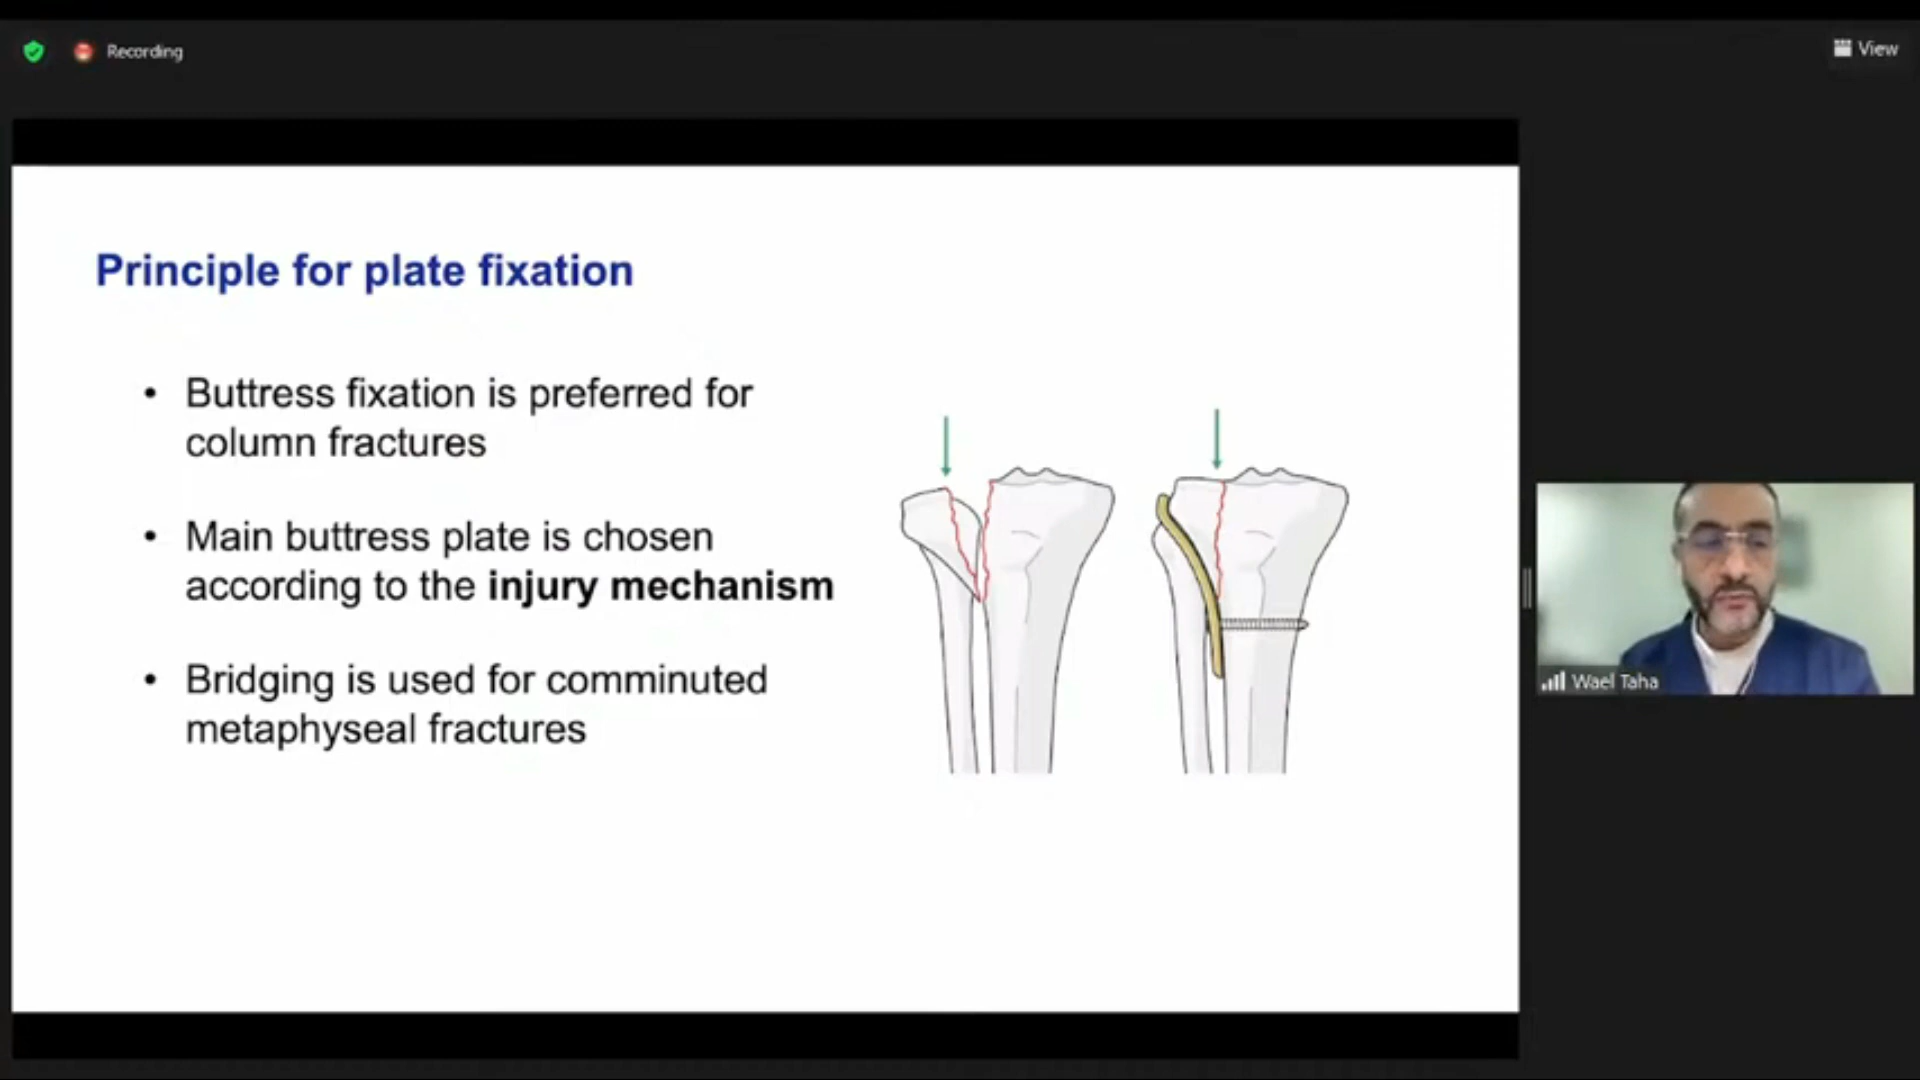 Recording
View
Principle for plate fixation
• Buttress fixation is preferred for
column fractures
• Main buttress plate is chosen
according to the injury mechanism
• Bridging is used for comminuted
metaphyseal fractures
Wael Taha